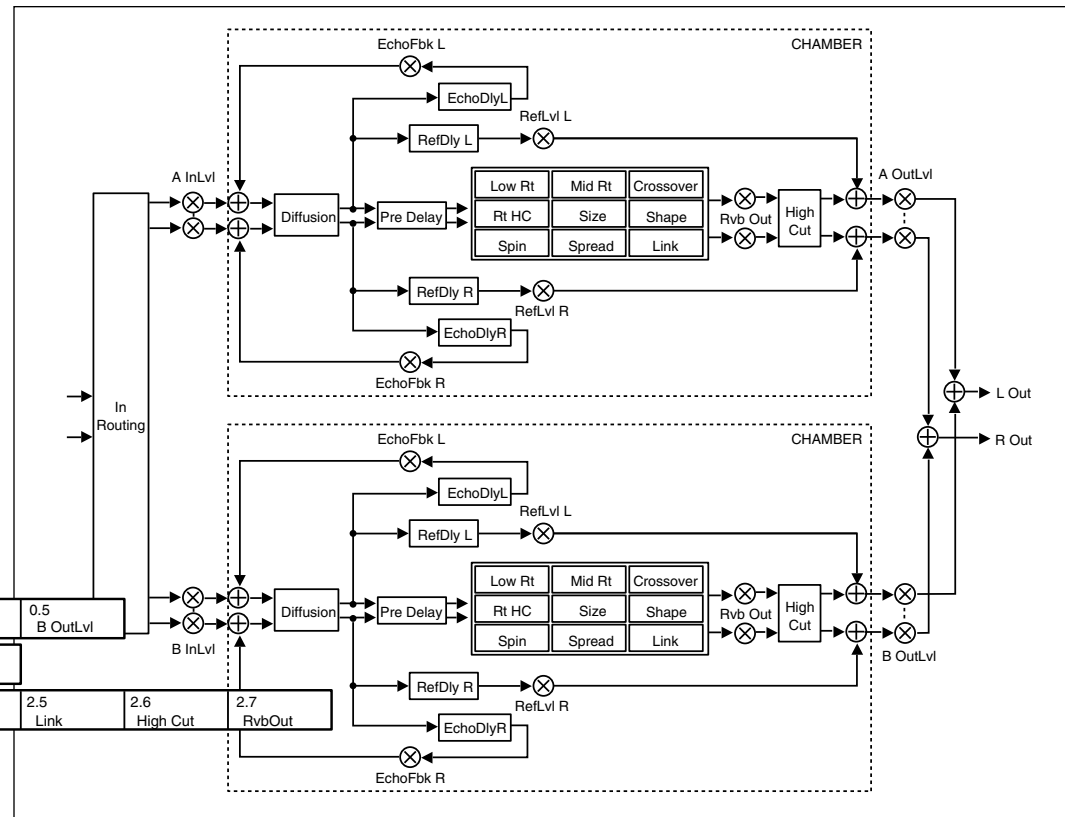 EchoFbk L
CHAMBER
EchoDlyL
RefLvl L
RefDly L
A InLvl
A OutLvl
Low Rt
Mid Rt
Crossover
Diffusion
Pre Delay
Rt HC
Size
Shape
Rvb Out
High
Cut
Spin
Spread
Link
RefDly R
RefLvl R
EchoDlyR
EchoFbk R
In
Routing
L Out
R Out
EchoFbk L
CHAMBER
EchoDlyL
RefLvl L
RefDly L
Low Rt
Mid Rt
Crossover
Diffusion
Pre Delay
Rt HC
Size
Shape
Rvb Out
High
Cut
Spin
Spread
Link
0.5
B OutLvl
B InLvl
B OutLvl
RefDly R
RefLvl R
2.5
Link
2.6
High Cut
2.7
RvbOut
EchoDlyR
EchoFbk R